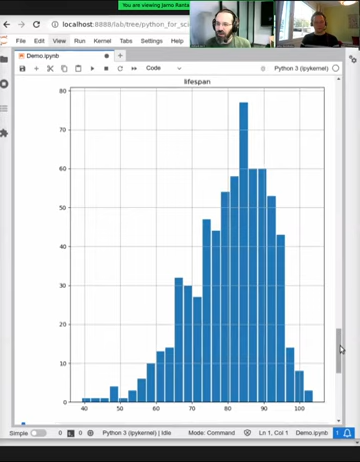 You are viewing Jarno Ranta
localhost:8888/lab/tree/python_for_sc
File Edit View Run Kernel Tabs Settings H
Demo.ipynb
Code Python 3 (ipykernel)
lifespan
80
70
60
50
40
30
20
10
0
40 50 60 70 80 90 100
Simple 0 0 Python 3 (ipykernel) | Idle Mode: Command Ln 1, Col 1 Demo.ipynb 1